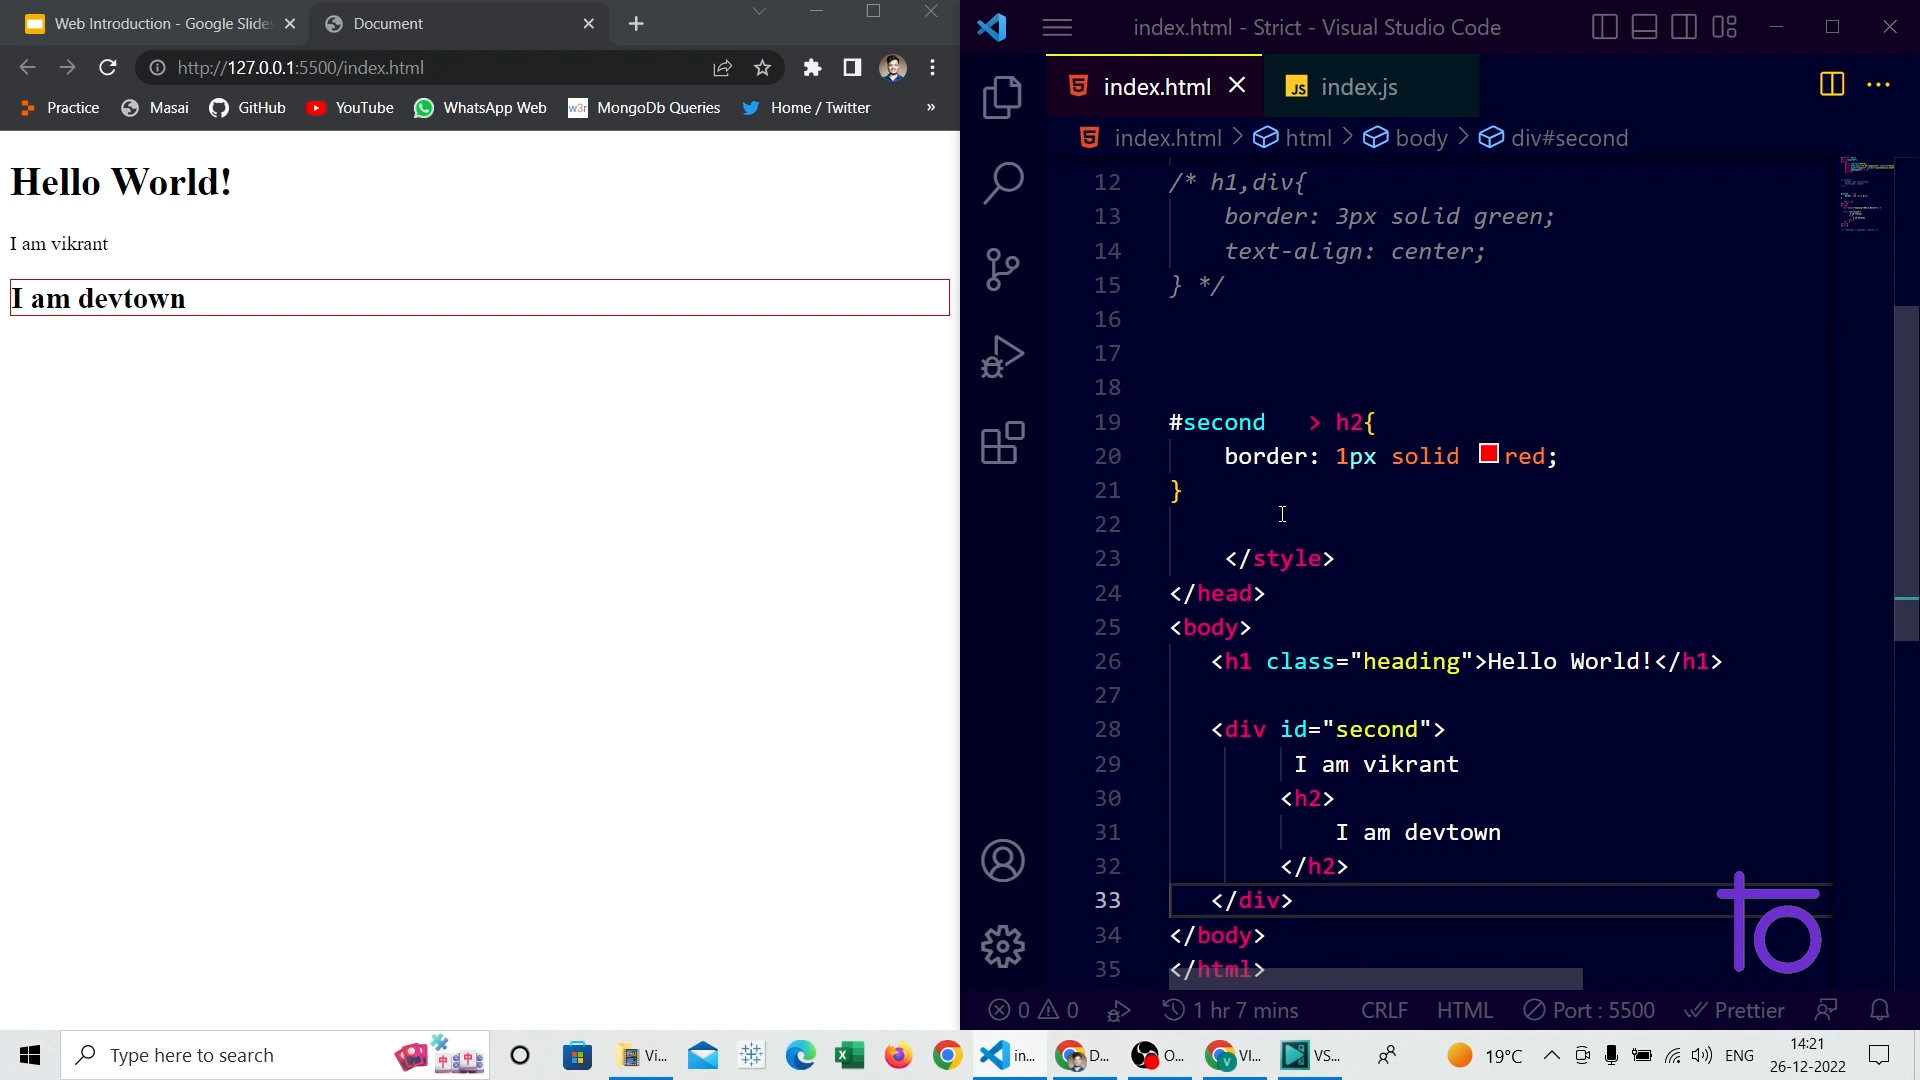 Web Introduction - Google Slides
Document
http://127.0.0.1:5500/index.html
Practice
Masai
GitHub
YouTube
WhatsApp Web
w3r
MongoDb Queries
Home / Twitter
»
Hello World!
I am vikrant
I am devtown
index.html - Strict - Visual Studio Code
index.html
JS index.js
index.html > html > body > div#second
12 /* h1,div{
13 border: 3px solid green;
14 text-align: center;
15 } */
16
17
18
19 #second > h2{
20 border: 1px solid red;
21 }
22
23 </style>
24 </head>
25 <body>
26 <h1 class="heading">Hello World!</h1>
27
28 <div id="second">
29 I am vikrant
30 <h2>
31 I am devtown
32 </h2>
33 </div>
34 </body>
35 </html>
0 0 1 hr 7 mins CRLF HTML Port : 5500 Prettier
Type here to search
Vi...
in...
D...
O...
VI...
VS...
19°C
ENG
14:21
26-12-2022